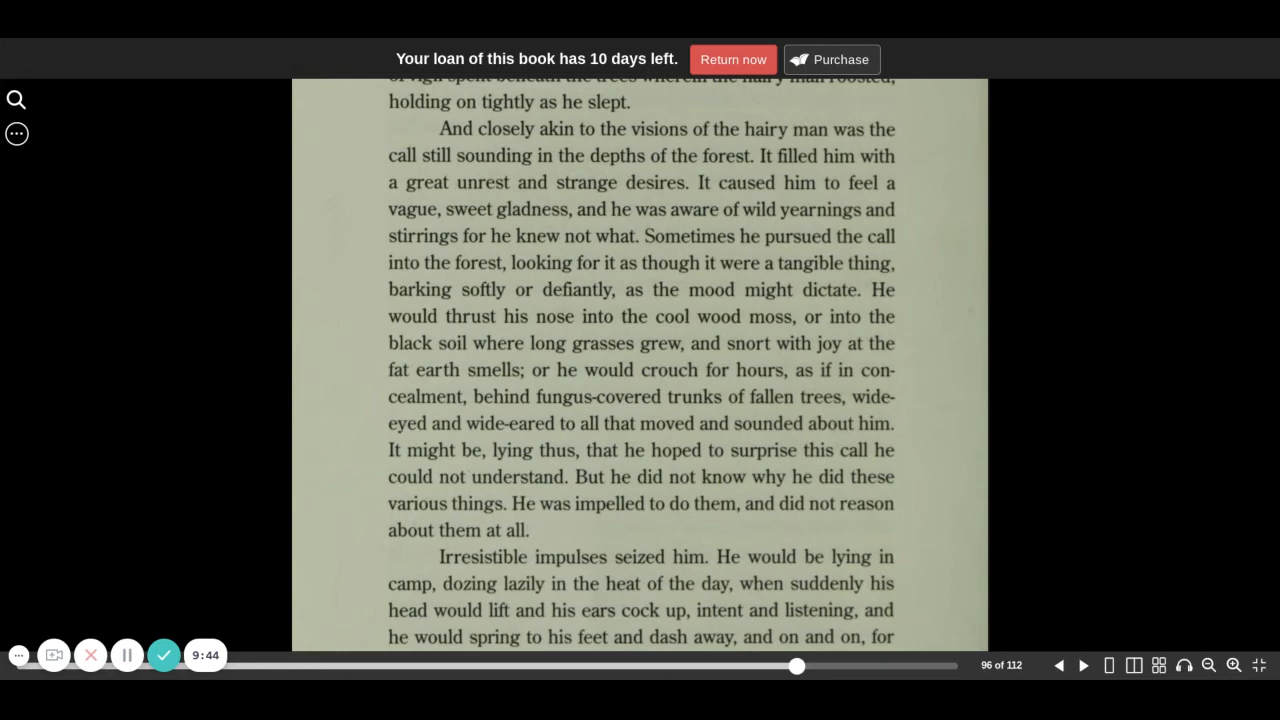 Your loan of this book has 10 days left. Return now Purchase
of vigil spent beneath the trees wherein the hairy man roosted,
holding on tightly as he slept.
And closely akin to the visions of the hairy man was the
call still sounding in the depths of the forest. It filled him with
a great unrest and strange desires. It caused him to feel a
vague, sweet gladness, and he was aware of wild yearnings and
stirrings for he knew not what. Sometimes he pursued the call
into the forest, looking for it as though it were a tangible thing,
barking softly or defiantly, as the mood might dictate. He
would thrust his nose into the cool wood moss, or into the
black soil where long grasses grew, and snort with joy at the
fat earth smells; or he would crouch for hours, as if in con-
cealment, behind fungus-covered trunks of fallen trees, wide-
eyed and wide-eared to all that moved and sounded about him.
It might be, lying thus, that he hoped to surprise this call he
could not understand. But he did not know why he did these
various things. He was impelled to do them, and did not reason
about them at all.
Irresistible impulses seized him. He would be lying in
camp, dozing lazily in the heat of the day, when suddenly his
head would lift and his ears cock up, intent and listening, and
he would spring to his feet and dash away, and on and on, for
9:44
96 of 112